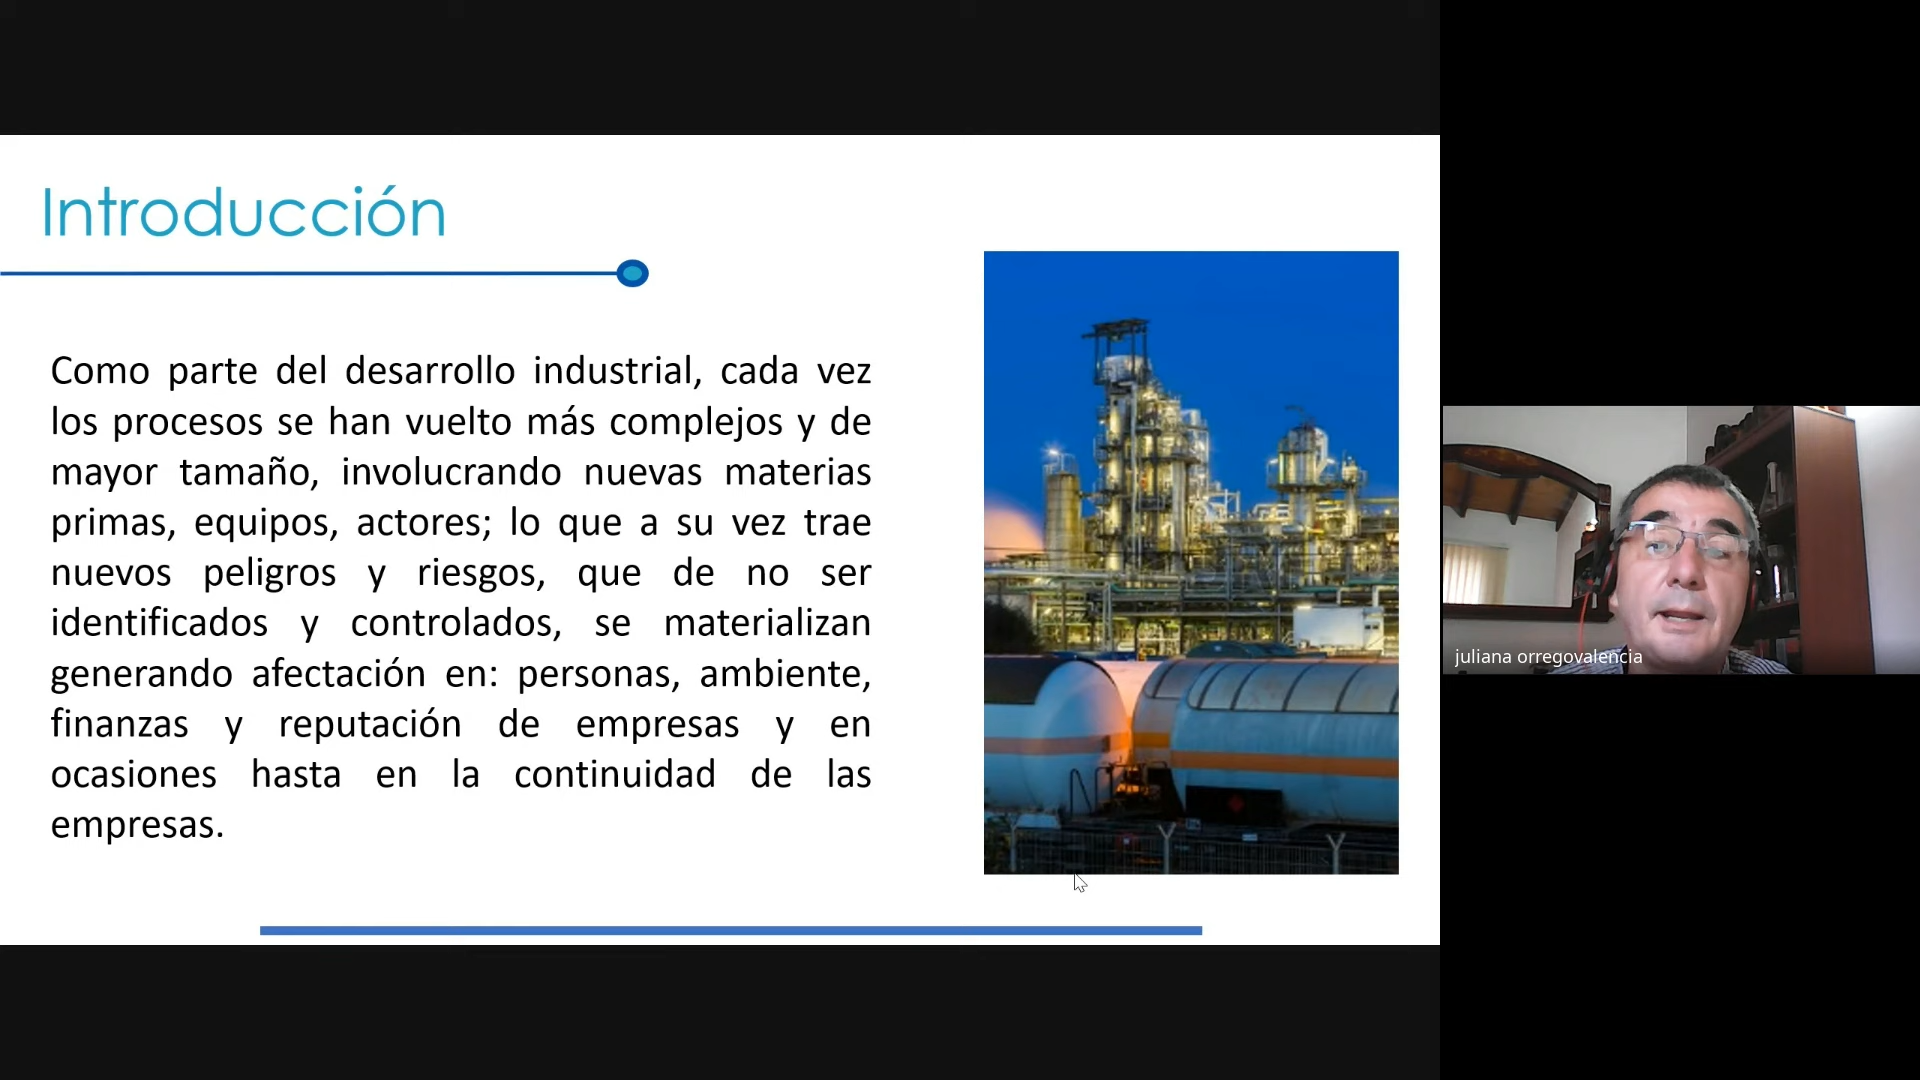 Introducción
Como parte del desarrollo industrial, cada vez
los procesos se han vuelto más complejos y de
mayor tamaño, involucrando nuevas materias
primas, equipos, actores; lo que a su vez trae
nuevos peligros y riesgos, que de no ser
identificados y controlados, se materializan
generando afectación en: personas, ambiente,
finanzas y reputación de empresas y en
ocasiones hasta en la continuidad de las
empresas.
juliana orregovalencia